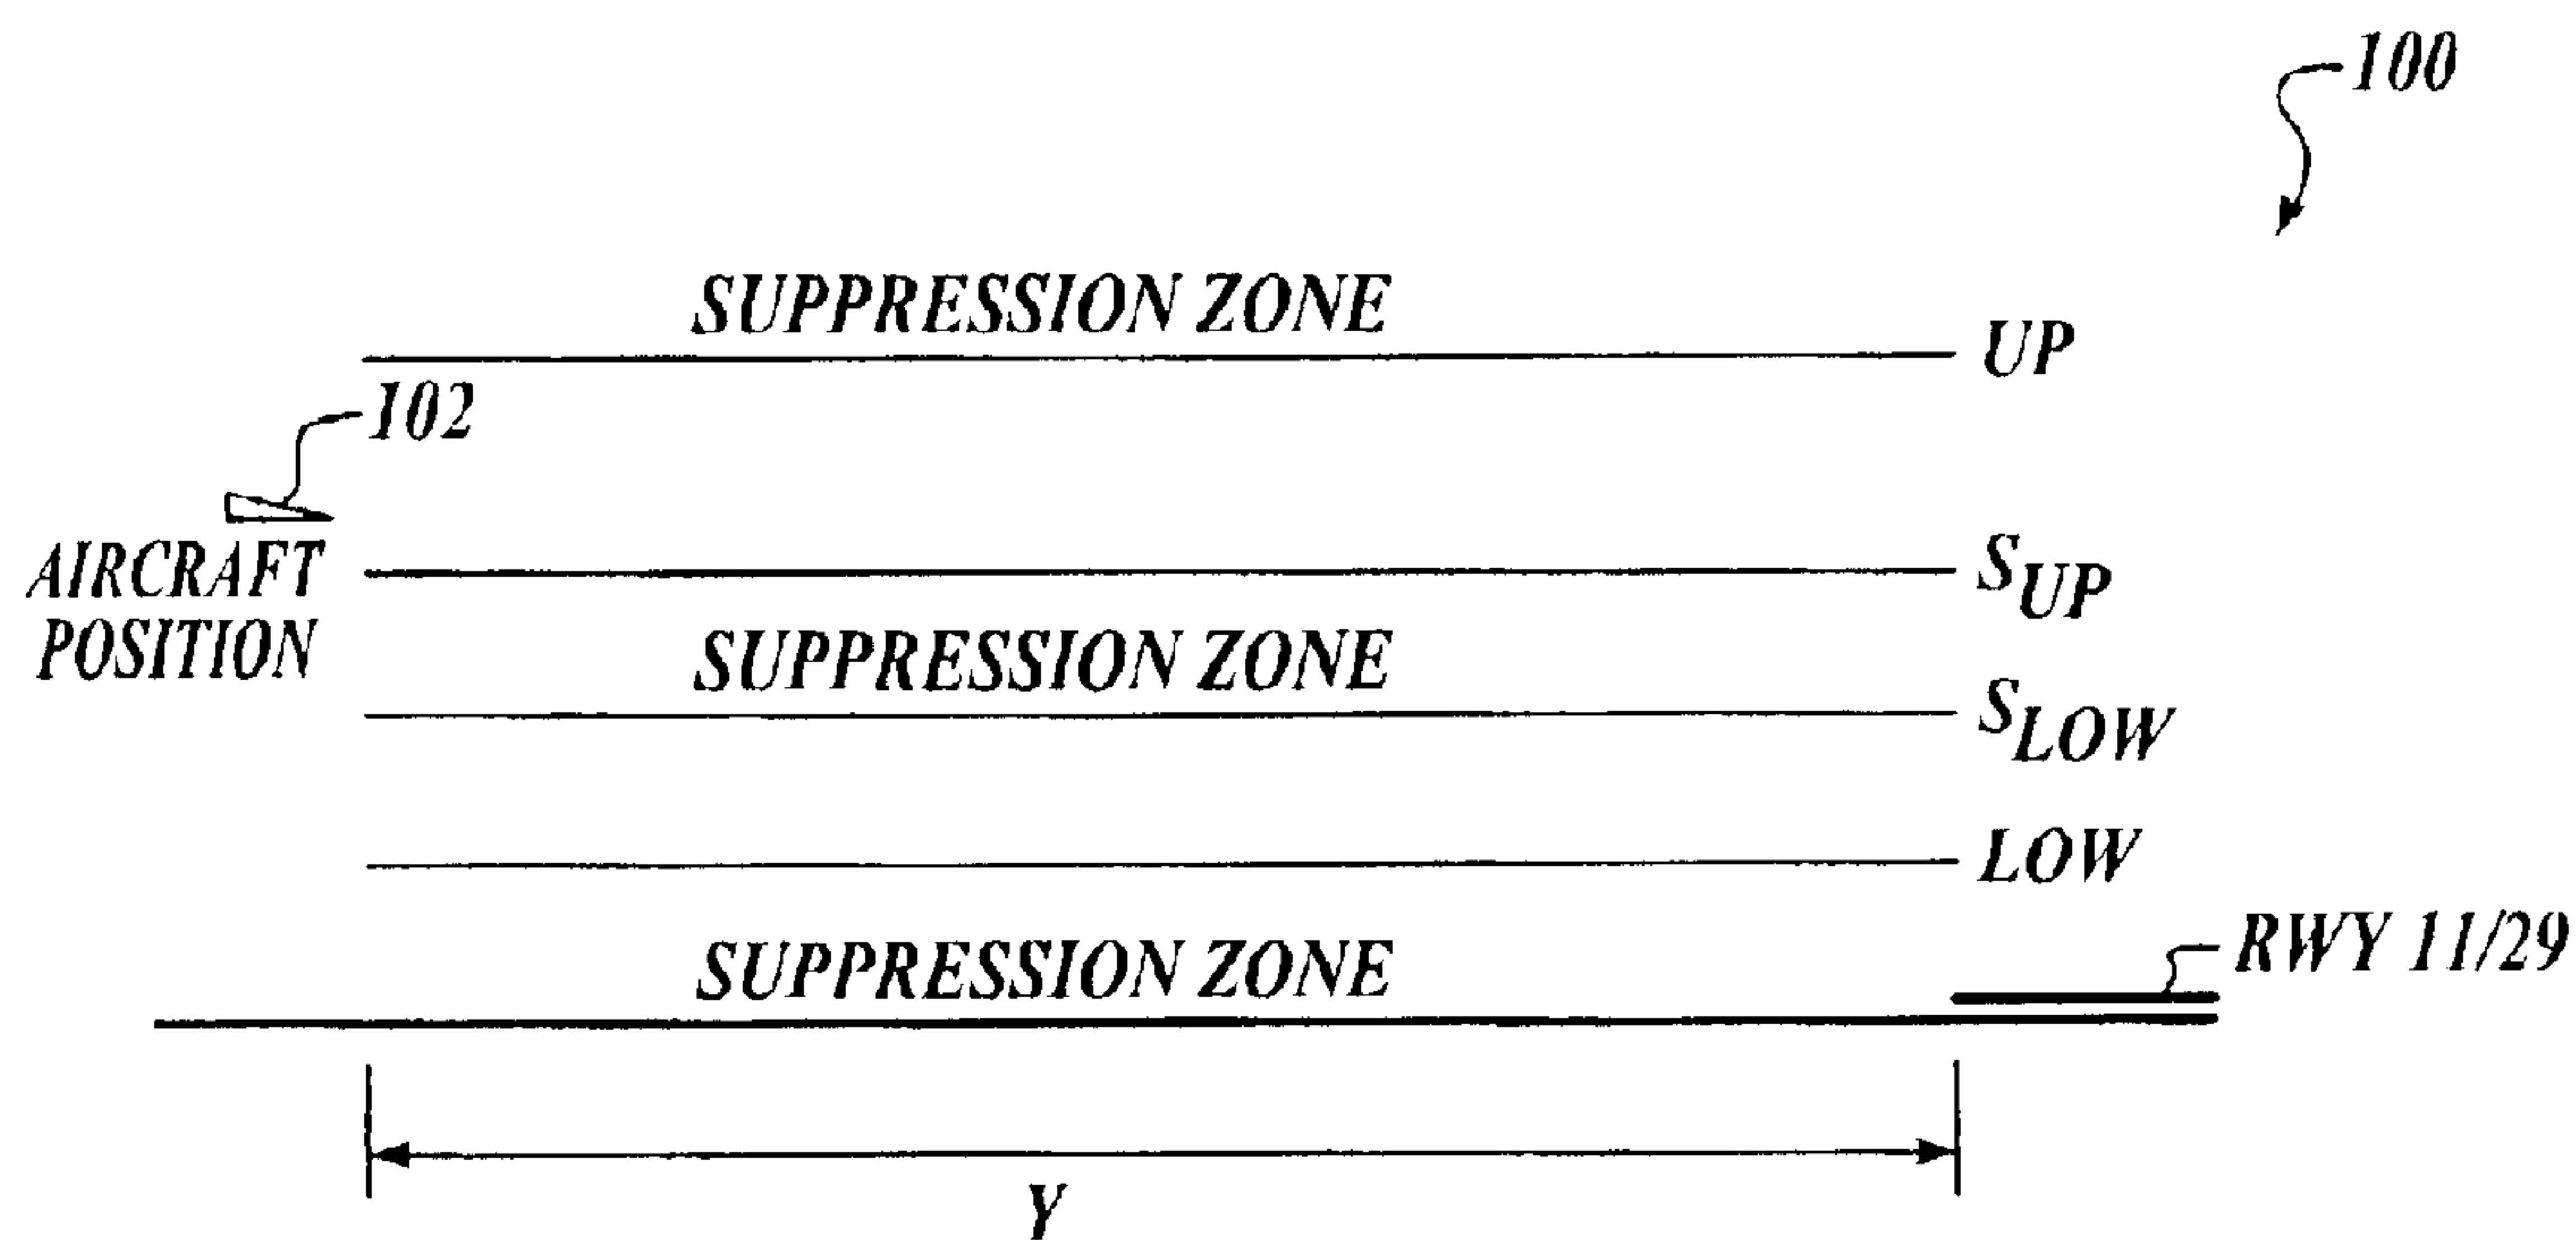 100
SUPPRESSION ZONE
UP
102
AIRCRAFT
POSITION
SUP
SUPPRESSION ZONE
SLOW
LOW
SUPPRESSION ZONE
RWY 11/29
Y